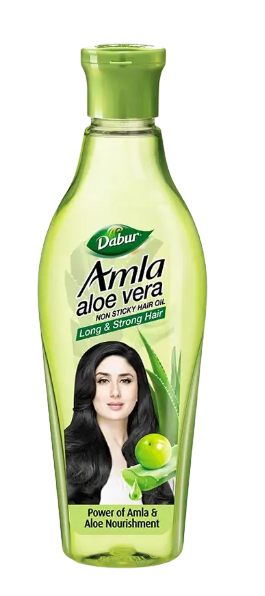 Dabur
Amla
aloe vera
NON STICKY HAIR OIL
Long & Strong Hair
Power of Amla &
Aloe Nourishment